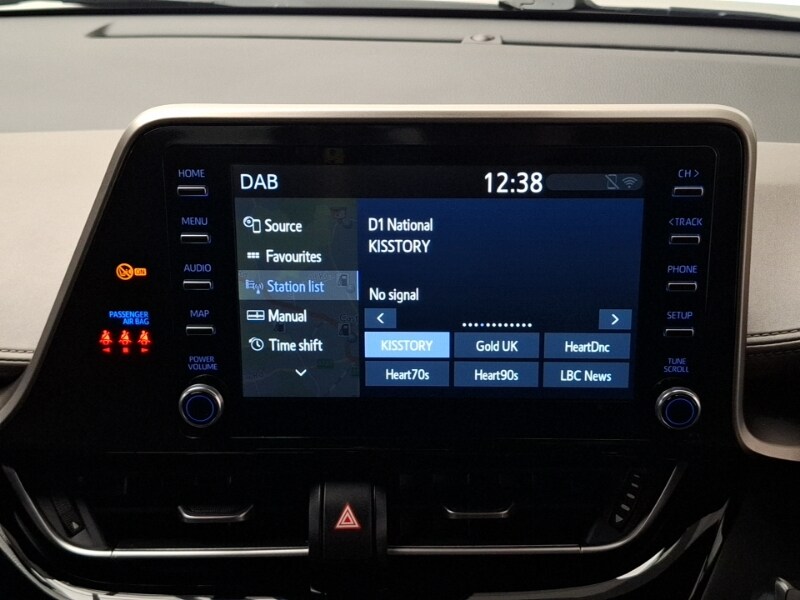 HOME
MENU
AUDIO
MAP
POWER
VOLUME
PASSENGER
AIR BAG
ON
DAB
12:38
Source
Favourites
Station list
Manual
Time shift
D1 National
KISSTORY
No signal
<
>
KISSTORY
Gold UK
HeartDnc
Heart70s
Heart90s
LBC News
CH >
< TRACK
PHONE
SETUP
TUNE
SCROLL